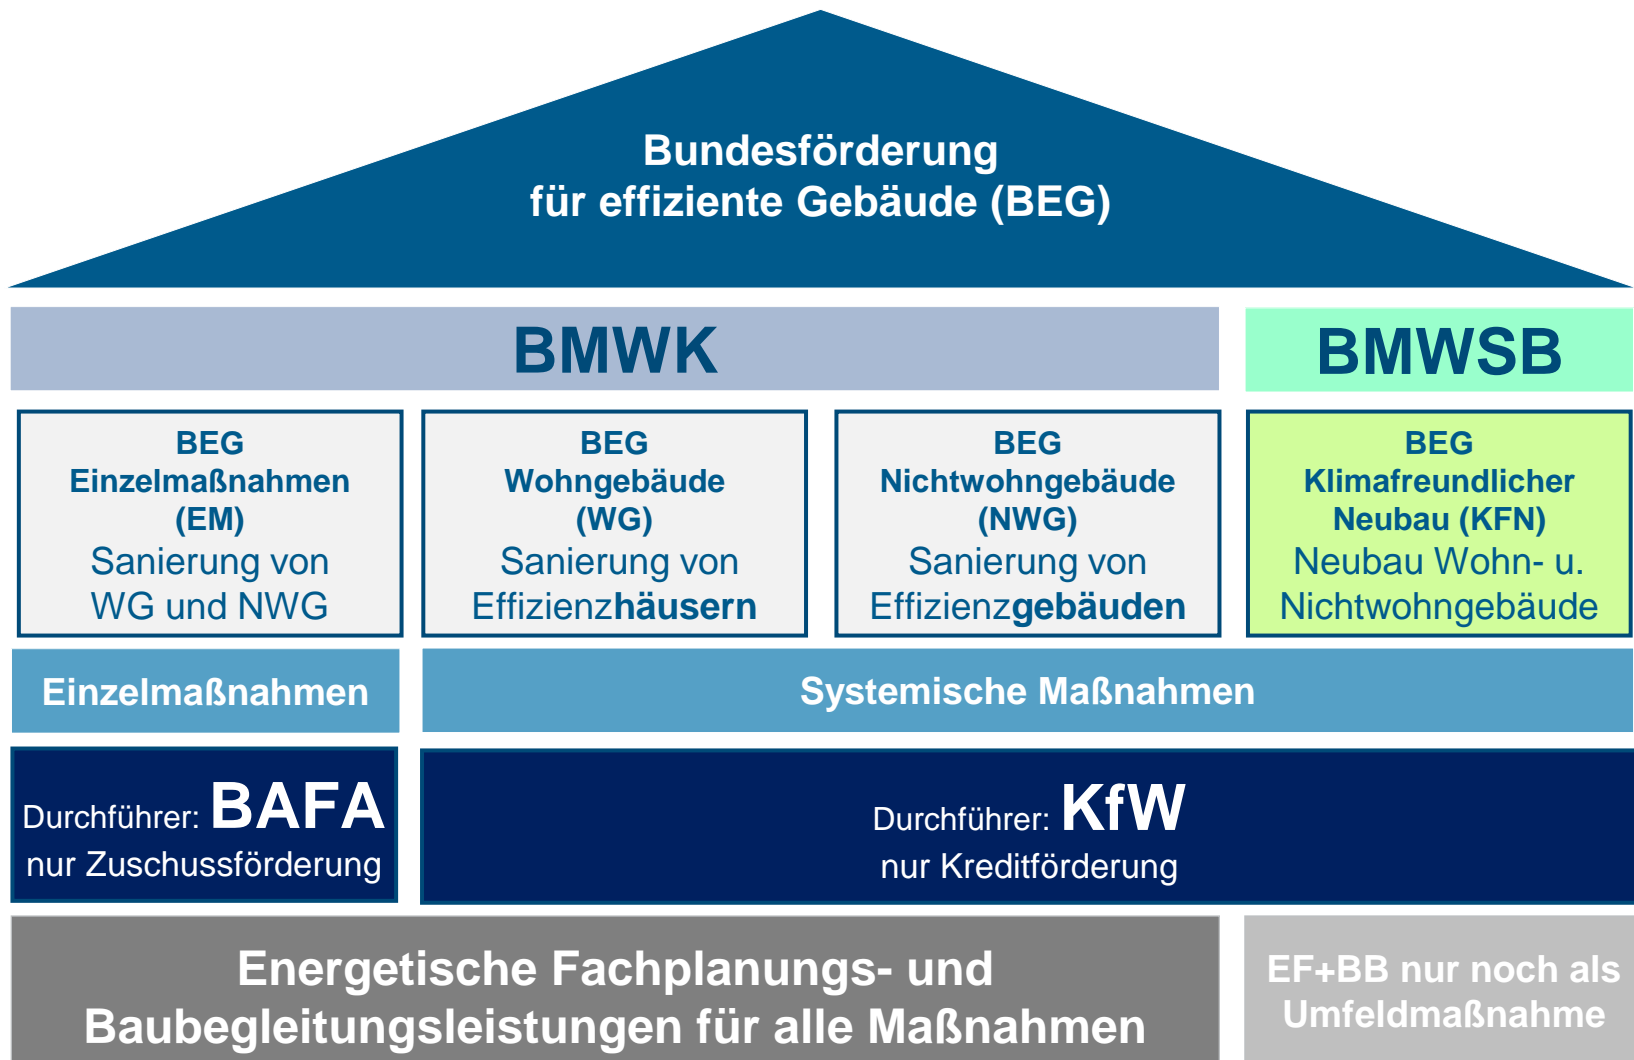 Bundesförderung
für effiziente Gebäude (BEG)
BMWK
BMWSB
BEG
Einzelmaßnahmen
(EM)
Sanierung von
WG und NWG
BEG
Wohngebäude
(WG)
Sanierung von
Effizienzhäusern
BEG
Nichtwohngebäude
(NWG)
Sanierung von
Effizienzgebäuden
BEG
Klimafreundlicher
Neubau (KFN)
Neubau Wohn- u.
Nichtwohngebäude
Einzelmaßnahmen
Systemische Maßnahmen
Durchführer: BAFA
nur Zuschussförderung
Durchführer: KfW
nur Kreditförderung
Energetische Fachplanungs- und
Baubegleitungsleistungen für alle Maßnahmen
EF+BB nur noch als
Umfeldmaßnahme